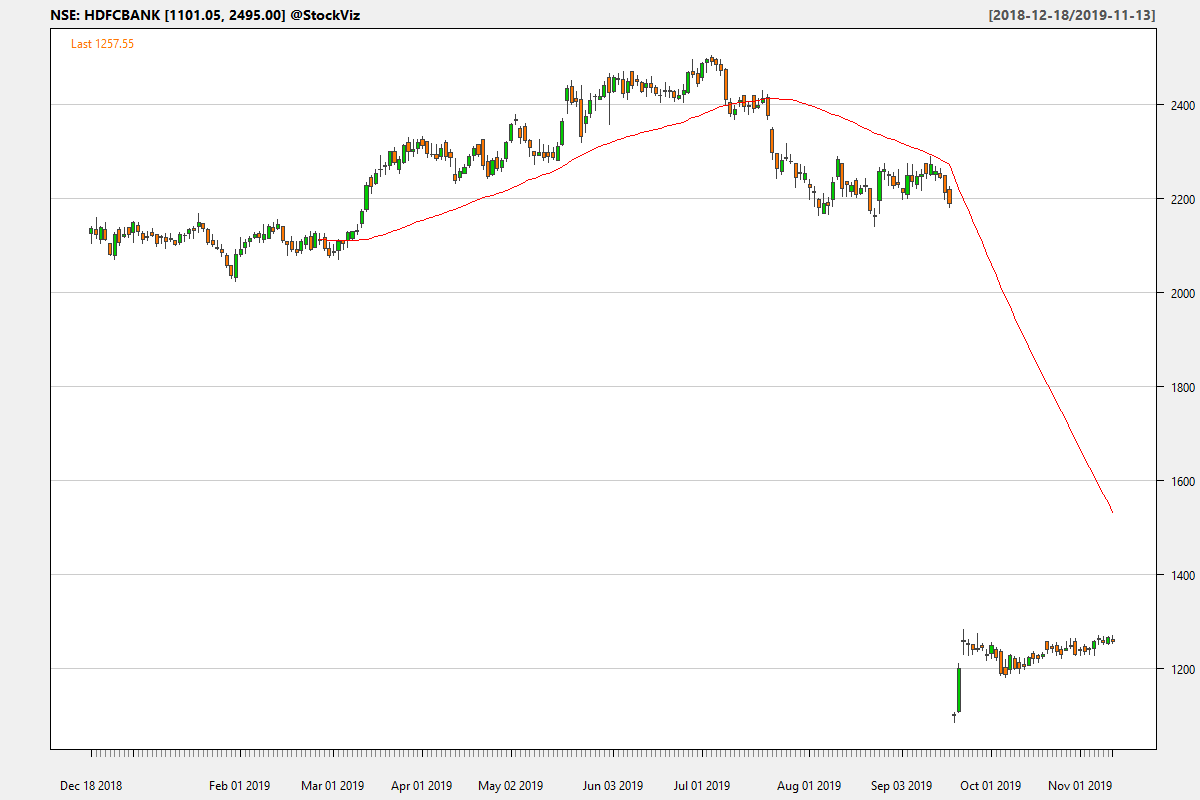 NSE: HDFCBANK [1101.05, 2495.00] @StockViz
[2018-12-18/2019-11-13]
Last 1257.55
2400
2200
2000
1800
1600
1400
1200
Dec 18 2018 Feb 01 2019 Mar 01 2019 Apr 01 2019 May 02 2019 Jun 03 2019 Jul 01 2019 Aug 01 2019 Sep 03 2019 Oct 01 2019 Nov 01 2019